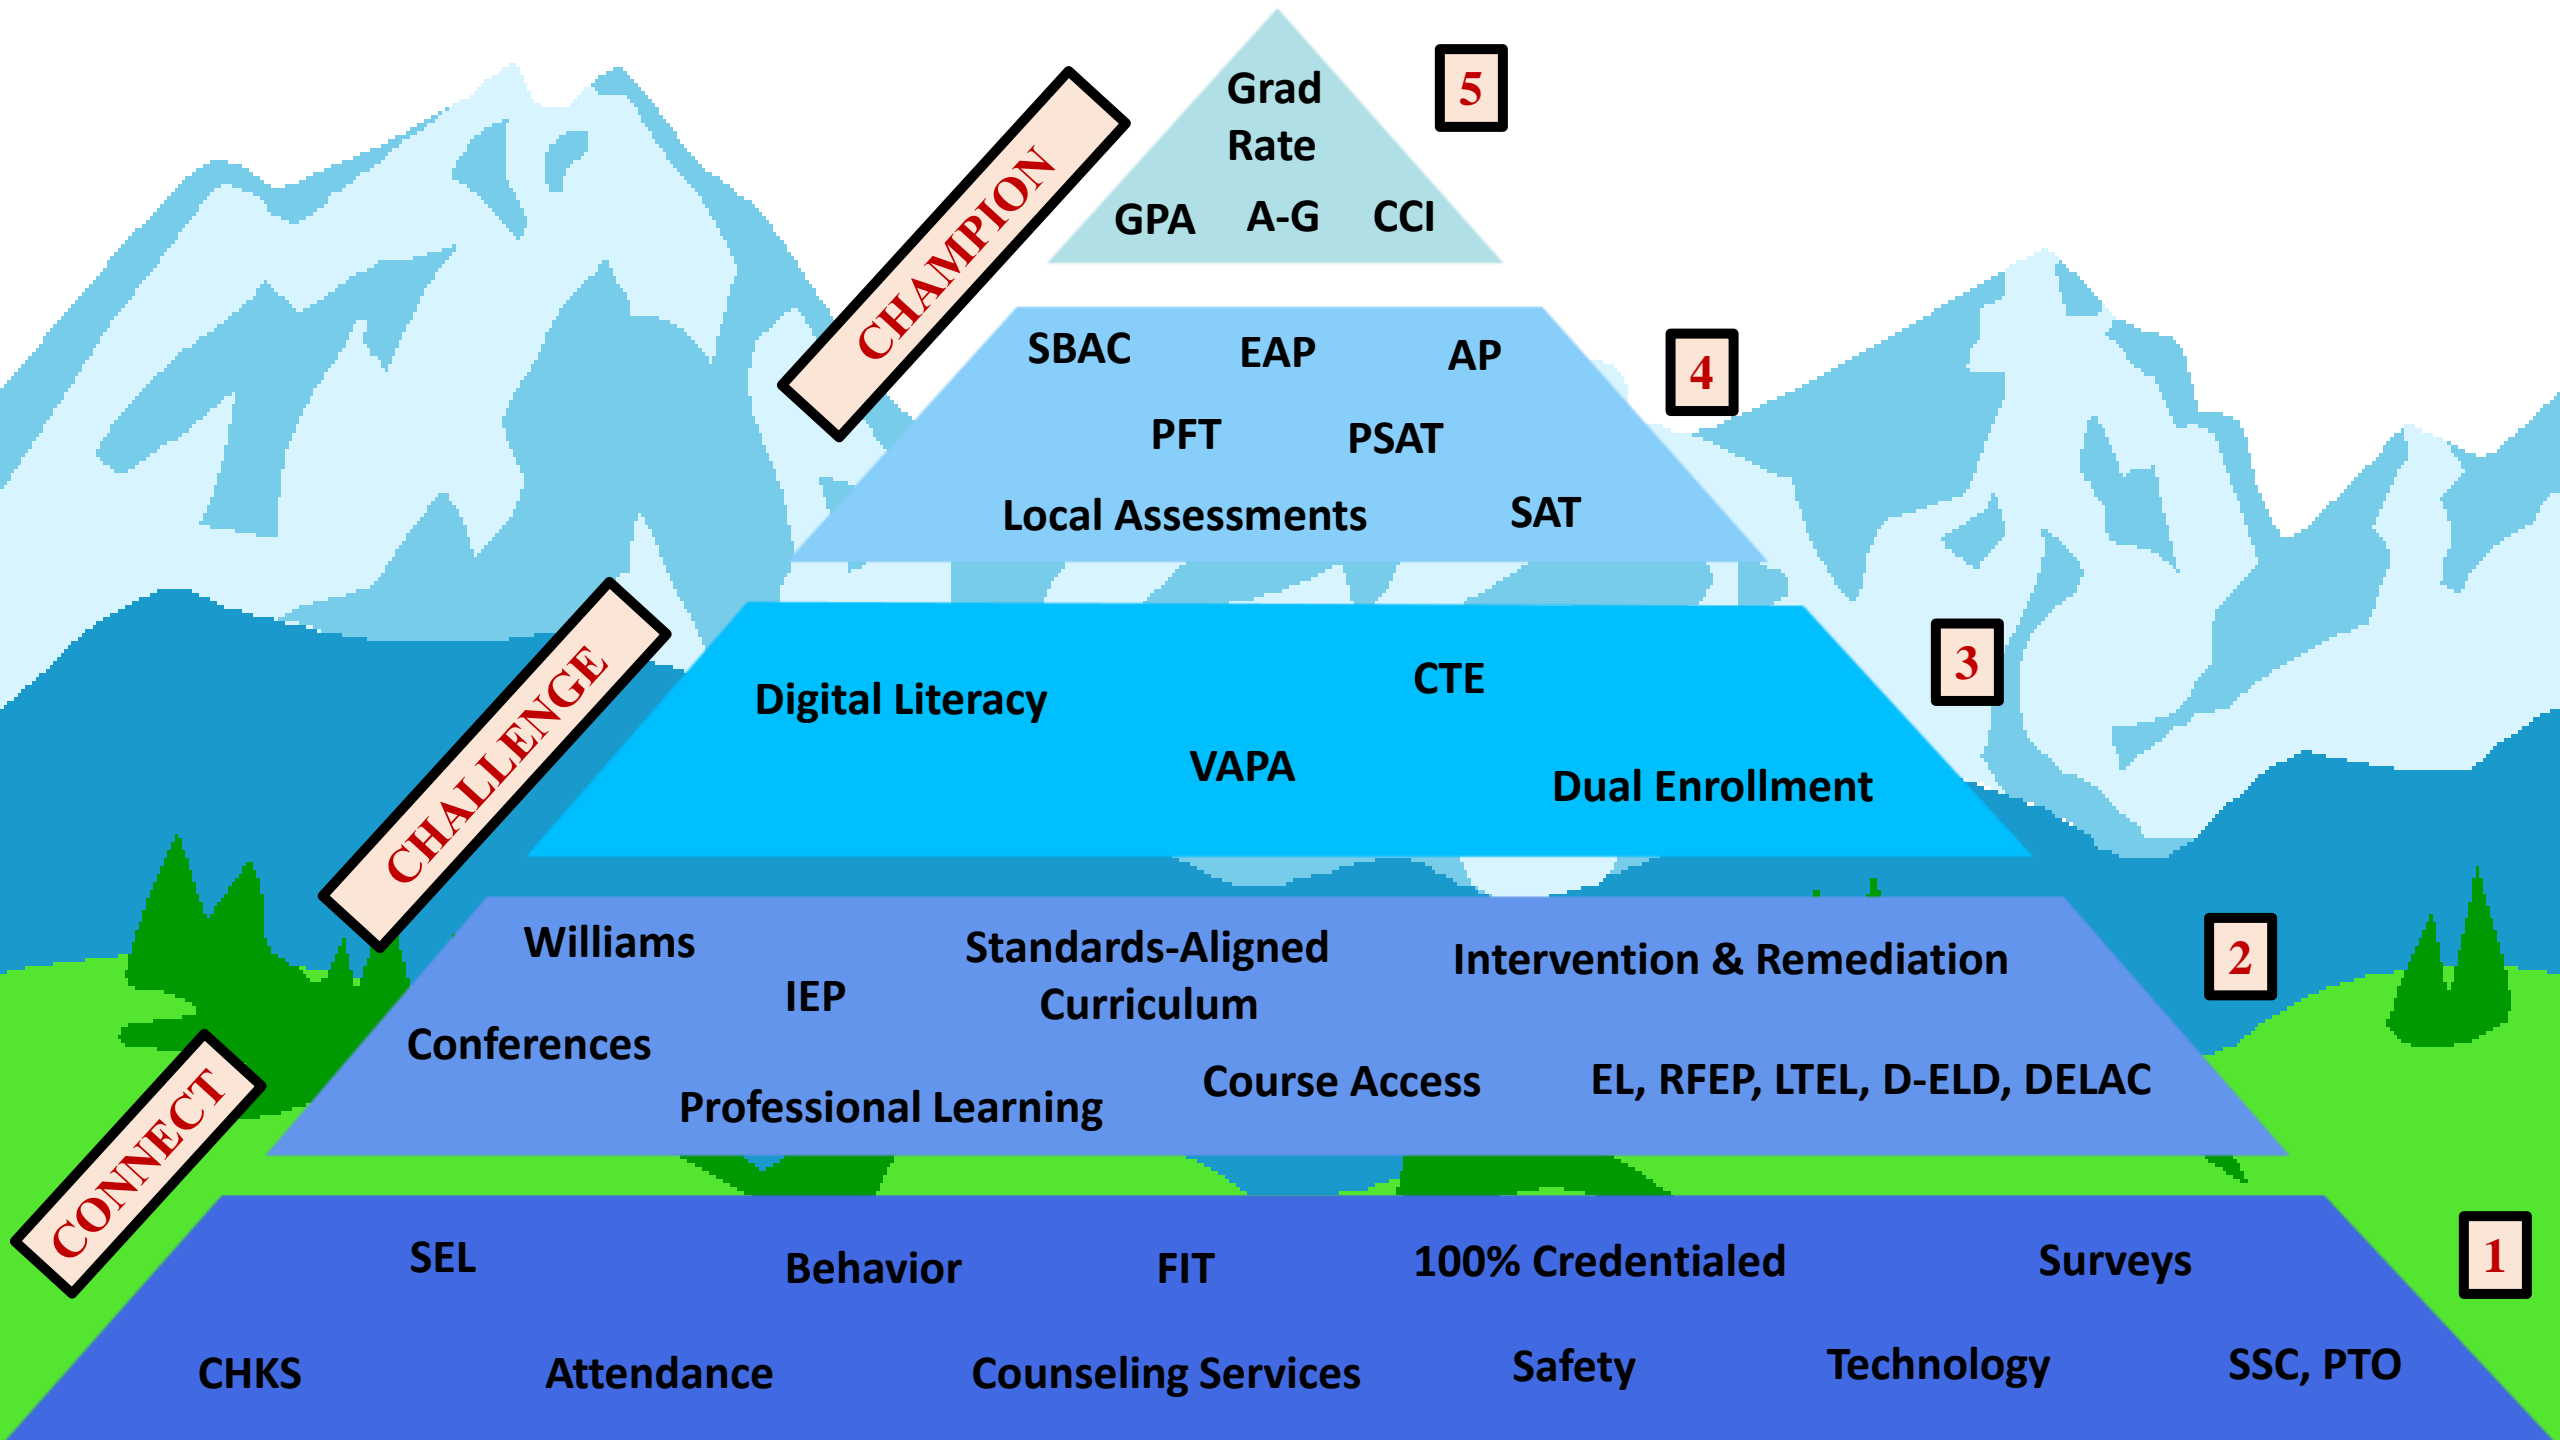 Grad
Rate
GPA A-G CCI
5
CHAMPION
SBAC EAP AP
PFT PSAT
Local Assessments SAT
4
CHALLENGE
Digital Literacy CTE
VAPA Dual Enrollment
3
Williams Standards-Aligned Intervention & Remediation
IEP Curriculum
Conferences
Professional Learning Course Access EL, RFEP, LTEL, D-ELD, DELAC
2
CONNECT
SEL Behavior FIT 100% Credentialed Surveys
CHKS Attendance Counseling Services Safety Technology SSC, PTO
1